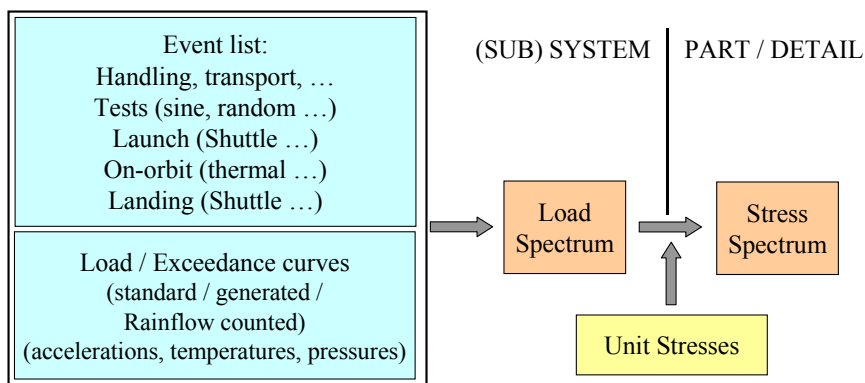 Event list:
Handling, transport, …
Tests (sine, random …)
Launch (Shuttle …)
On-orbit (thermal …)
Landing (Shuttle …)
Load / Exceedance curves
(standard / generated /
Rainflow counted)
(accelerations, temperatures, pressures)
(SUB) SYSTEM
PART / DETAIL
Load
Spectrum
Stress
Spectrum
Unit Stresses